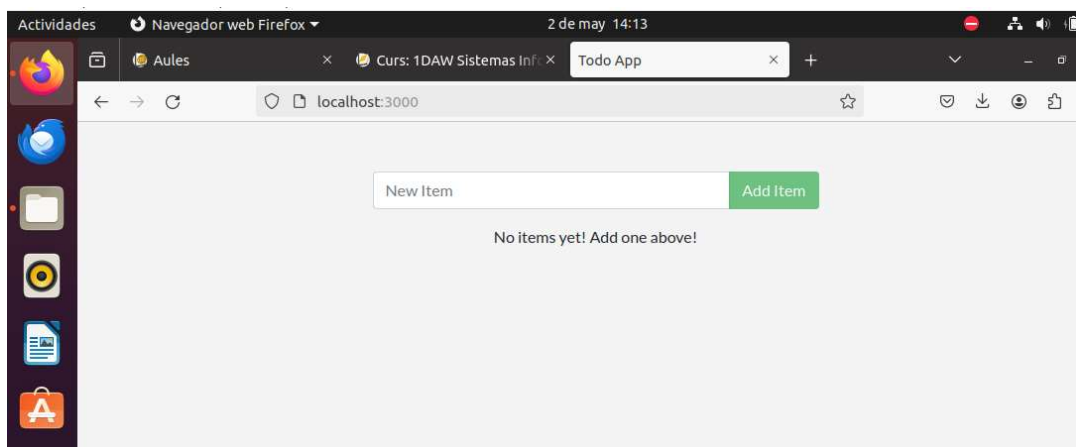 Actividades Navegador web Firefox 2 de may 14:13
Aules Curs: 1DAW Sistemas Inf Todo App
localhost:3000
New Item Add Item
No items yet! Add one above!